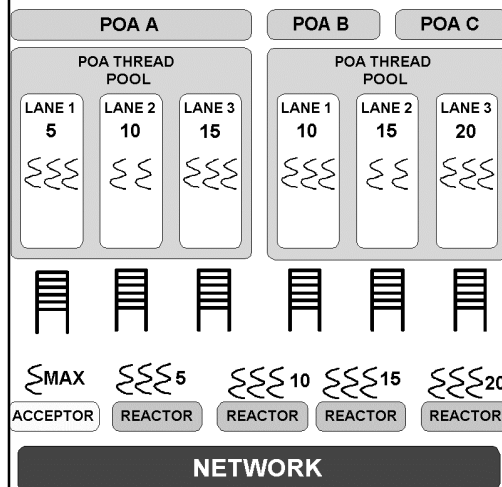 POA A POA B POA C
POA THREAD
POOL
POA THREAD
POOL
LANE 1 LANE 2 LANE 3
5 10 15
LANE 1 LANE 2 LANE 3
10 15 20
MAX 5 10 15 20
ACCEPTOR REACTOR REACTOR REACTOR REACTOR
NETWORK